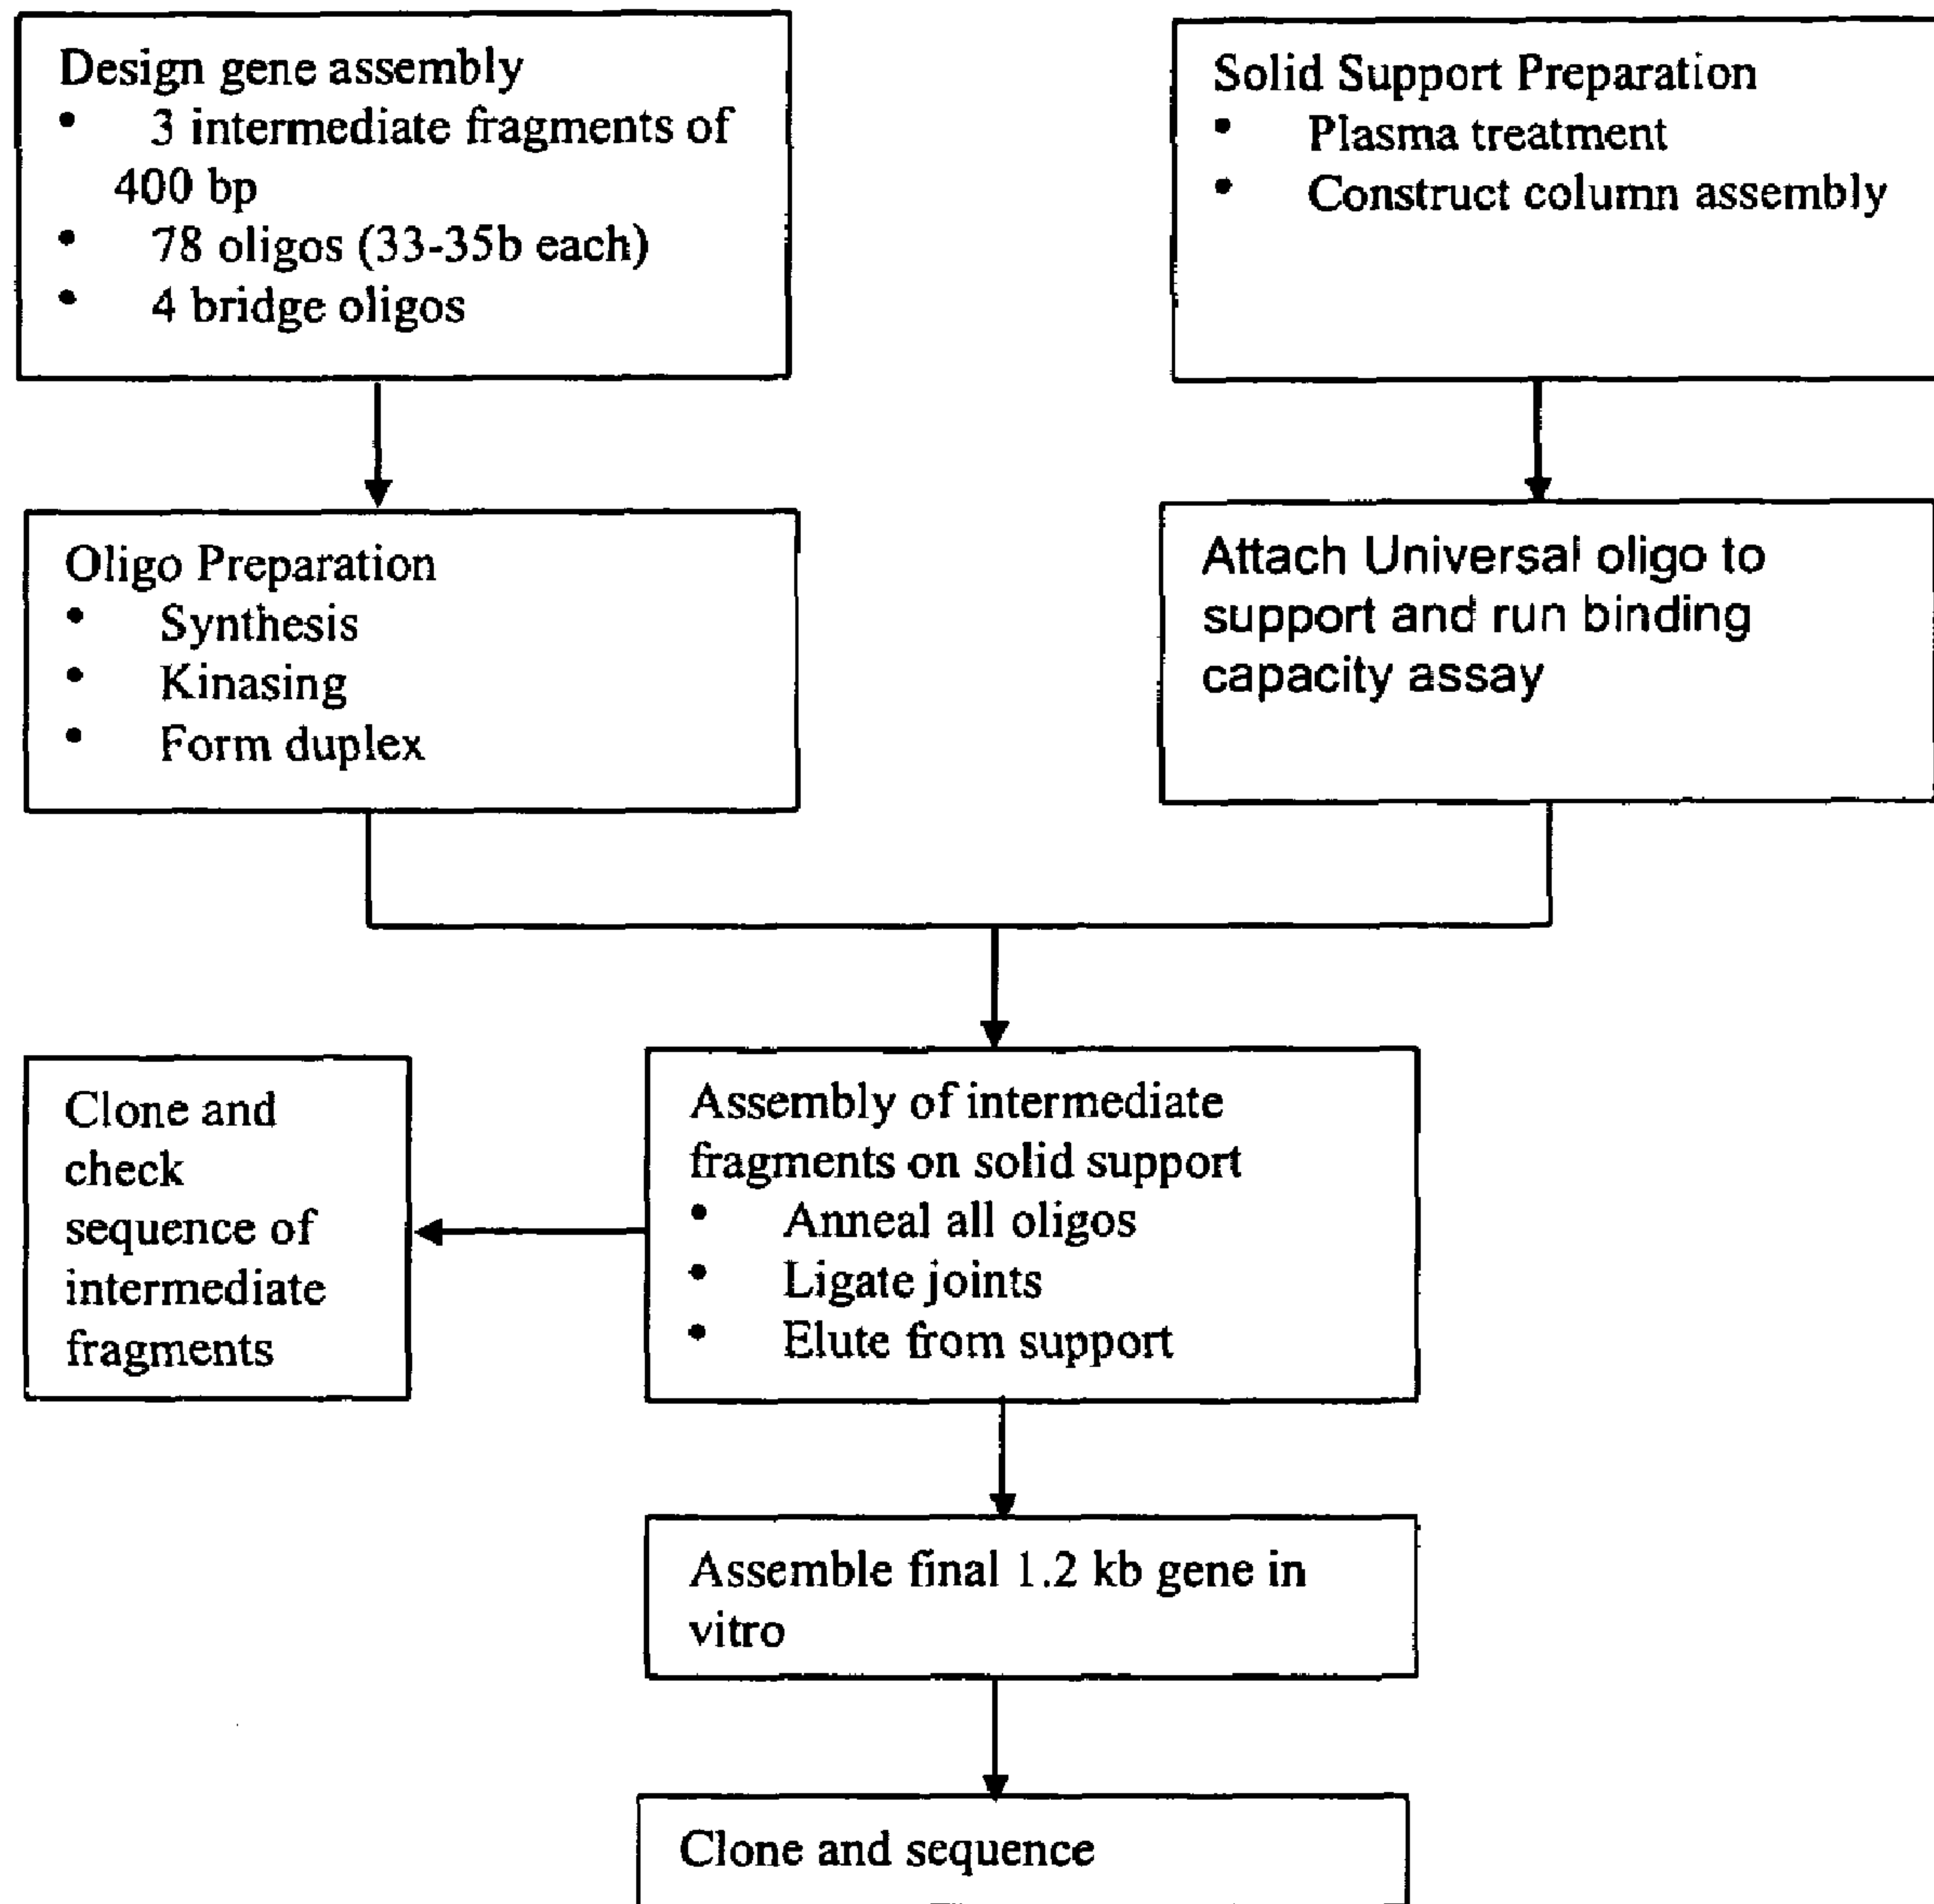 Design gene assembly
• 3 intermediate fragments of
400 bp
• 78 oligos (33-35b each)
• 4 bridge oligos
Solid Support Preparation
• Plasma treatment
• Construct column assembly
Oligo Preparation
• Synthesis
• Kinasing
• Form duplex
Attach Universal oligo to
support and run binding
capacity assay
Clone and
check
sequence of
intermediate
fragments
Assembly of intermediate
fragments on solid support
• Anneal all oligos
• Ligate joints
• Elute from support
Assemble final 1.2 kb gene in
vitro
Clone and sequence